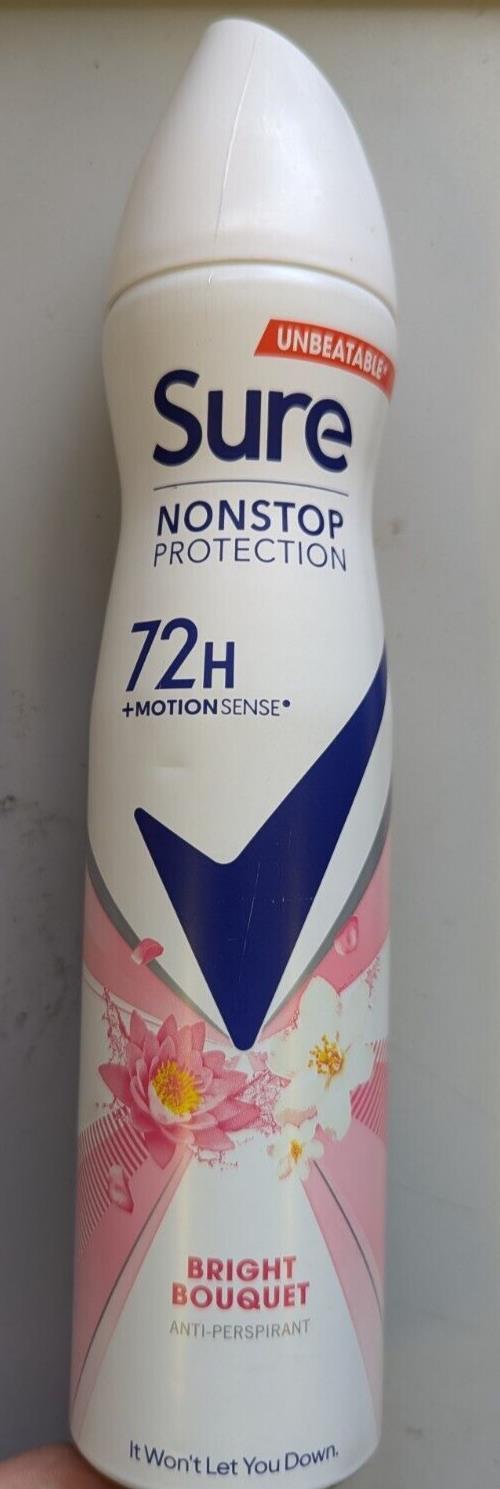 UNBEATABLE*
Sure
NONSTOP
PROTECTION
72H
+MOTIONSENSE®
BRIGHT
BOUQUET
ANTI-PERSPIRANT
It Won't Let You Down.